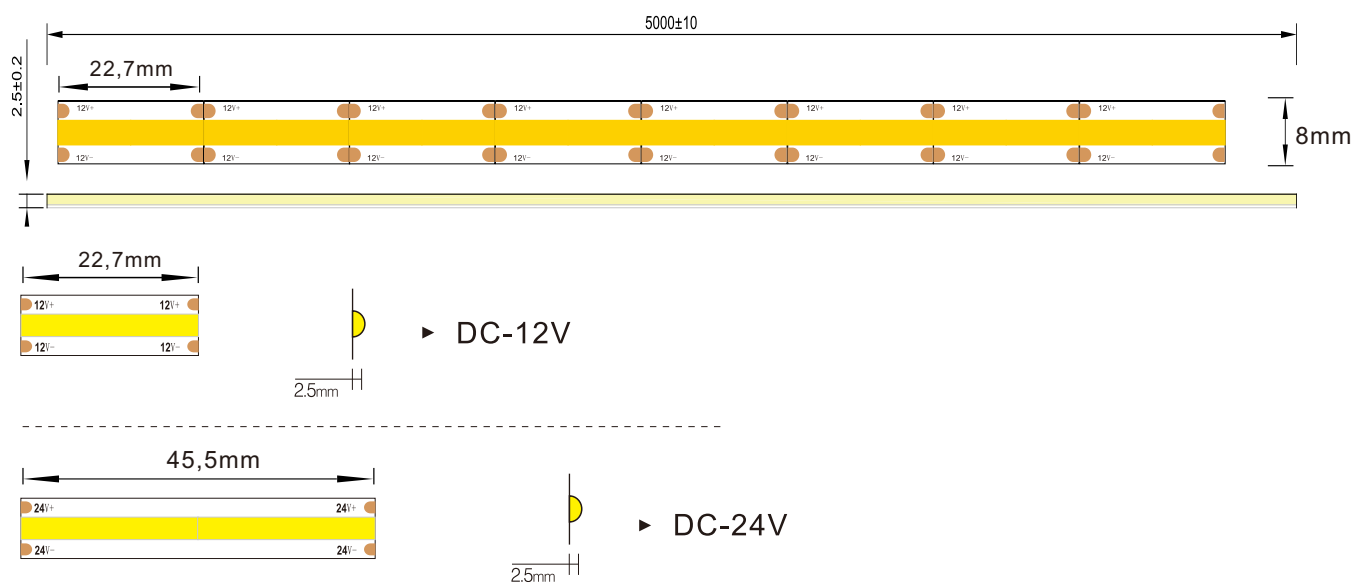 5000±10
2.5±0.2
22,7mm
12V+ 12V+ 12V+ 12V+ 12V+ 12V+ 12V+ 12V+
8mm
12V- 12V- 12V- 12V- 12V- 12V- 12V- 12V-
22,7mm
12V+ 12V+
12V- 12V-
DC-12V
2.5mm
45,5mm
24V+ 24V+
24V- 24V-
DC-24V
2.5mm